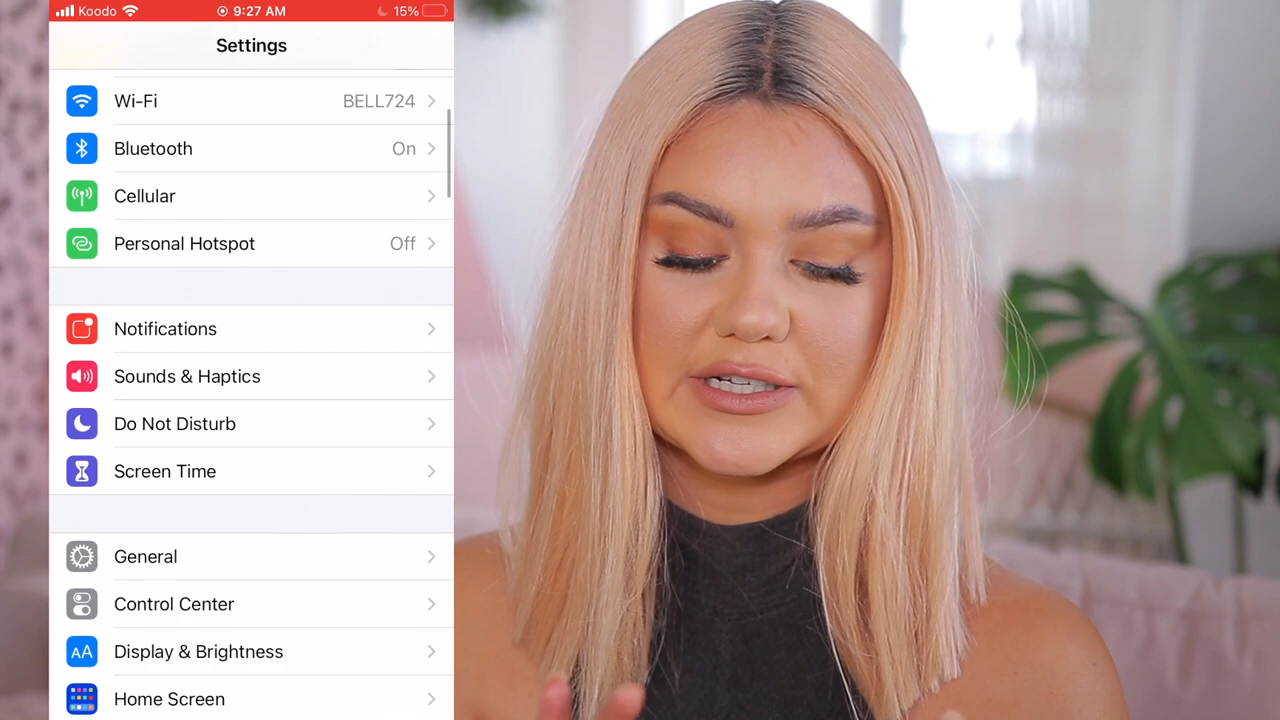 Koodo 9:27 AM 15%
Settings
Wi-Fi BELL724
Bluetooth On
Cellular
Personal Hotspot Off
Notifications
Sounds & Haptics
Do Not Disturb
Screen Time
General
Control Center
AA Display & Brightness
Home Screen